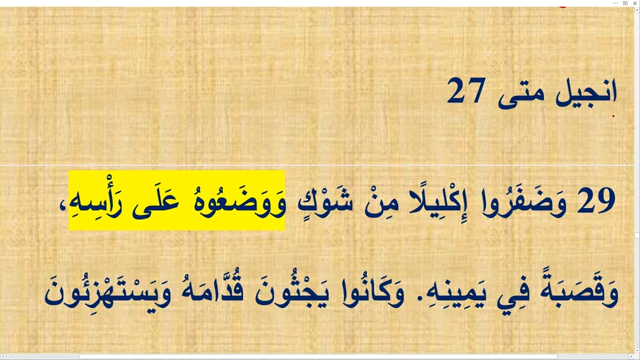 انجيل متى 27
29 وَضَفَرُوا إِكْلِيلًا مِنْ شَوْكٍ وَوَضَعُوهُ عَلَى رَأْسِهِ،
وَقَصَبَةً فِي يَمِينِهِ. وَكَانُوا يَجْثُونَ قُدَّامَهُ وَيَسْتَهْزِئُونَ